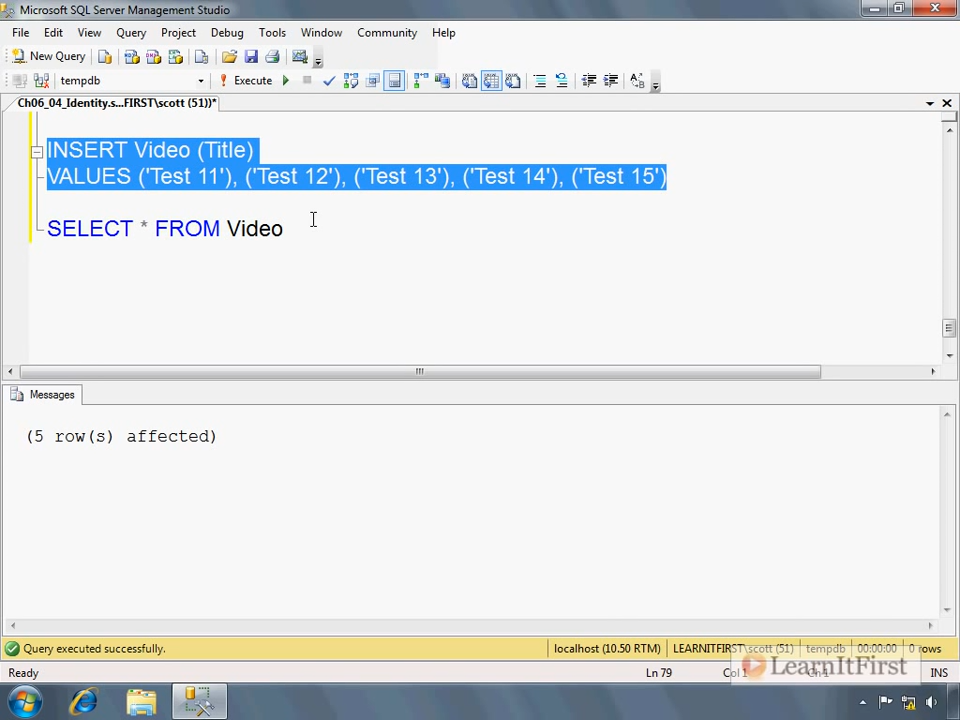 Microsoft SQL Server Management Studio
File Edit View Query Project Debug Tools Window Community Help
New Query
tempdb Execute
Ch06_04_Identity.s...FIRST\scott (51))*
INSERT Video (Title)
VALUES ('Test 11'), ('Test 12'), ('Test 13'), ('Test 14'), ('Test 15')
SELECT * FROM Video
Messages
(5 row(s) affected)
Query executed successfully. localhost (10.50 RTM) LEARNITFIRST\scott (51) tempdb 00:00:00 0 rows
Ready Ln 79 Col 1 Ch 1 INS
LearnItFirst